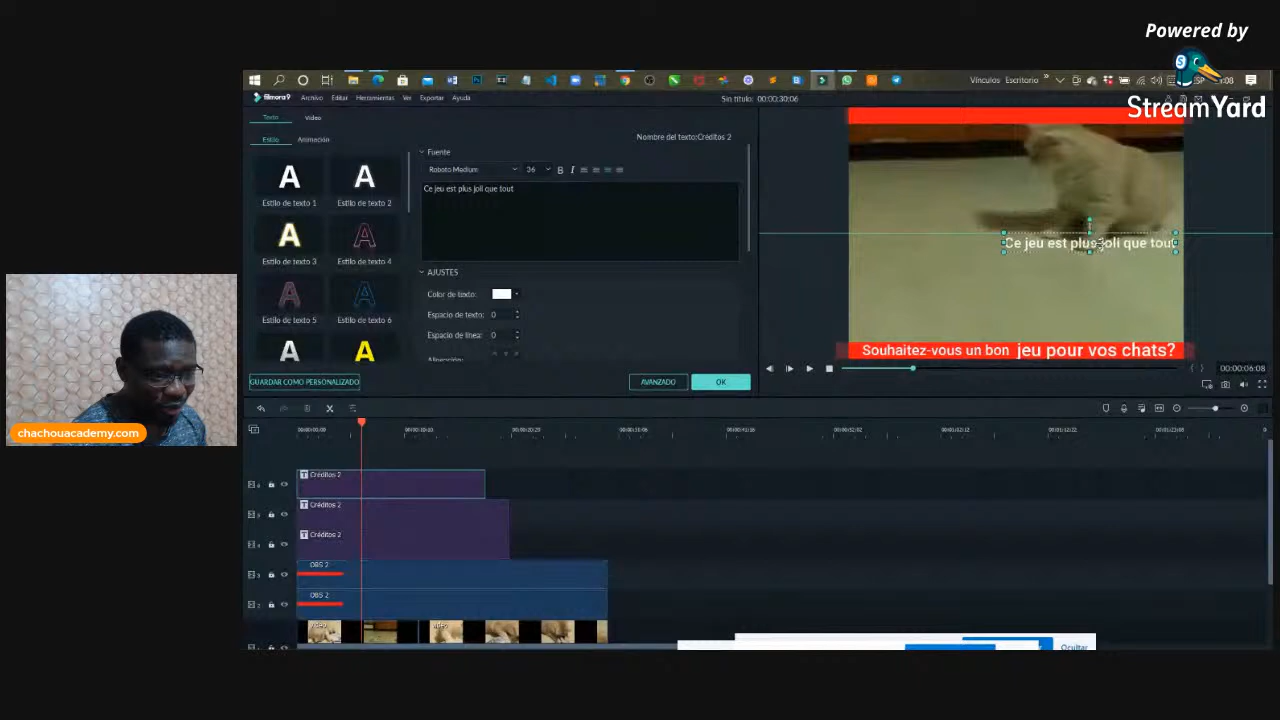 Powered by
StreamYard
Vínculos Escritorio
filmora9 Archivo Editar Herramientas Ver Exportar Ayuda
Sin título: 00:00:30:06
Texto Video
Estilo Animación
Nombre del texto:Créditos 2
Fuente
Roboto Medium 36 B I
Ce jeu est plus joli que tout
A A
Estilo de texto 1 Estilo de texto 2
A A
Estilo de texto 3 Estilo de texto 4
A A
Estilo de texto 5 Estilo de texto 6
A A
AJUSTES
Color de texto:
Espacio de texto: 0
Espacio de línea: 0
GUARDAR COMO PERSONALIZADO
AVANZADO OK
Ce jeu est plus joli que tout
Souhaitez-vous un bon jeu pour vos chats?
00:00:06:08
chachouacademy.com
Créditos 2
Créditos 2
Créditos 2
OBS 2
OBS 2
Ocultar